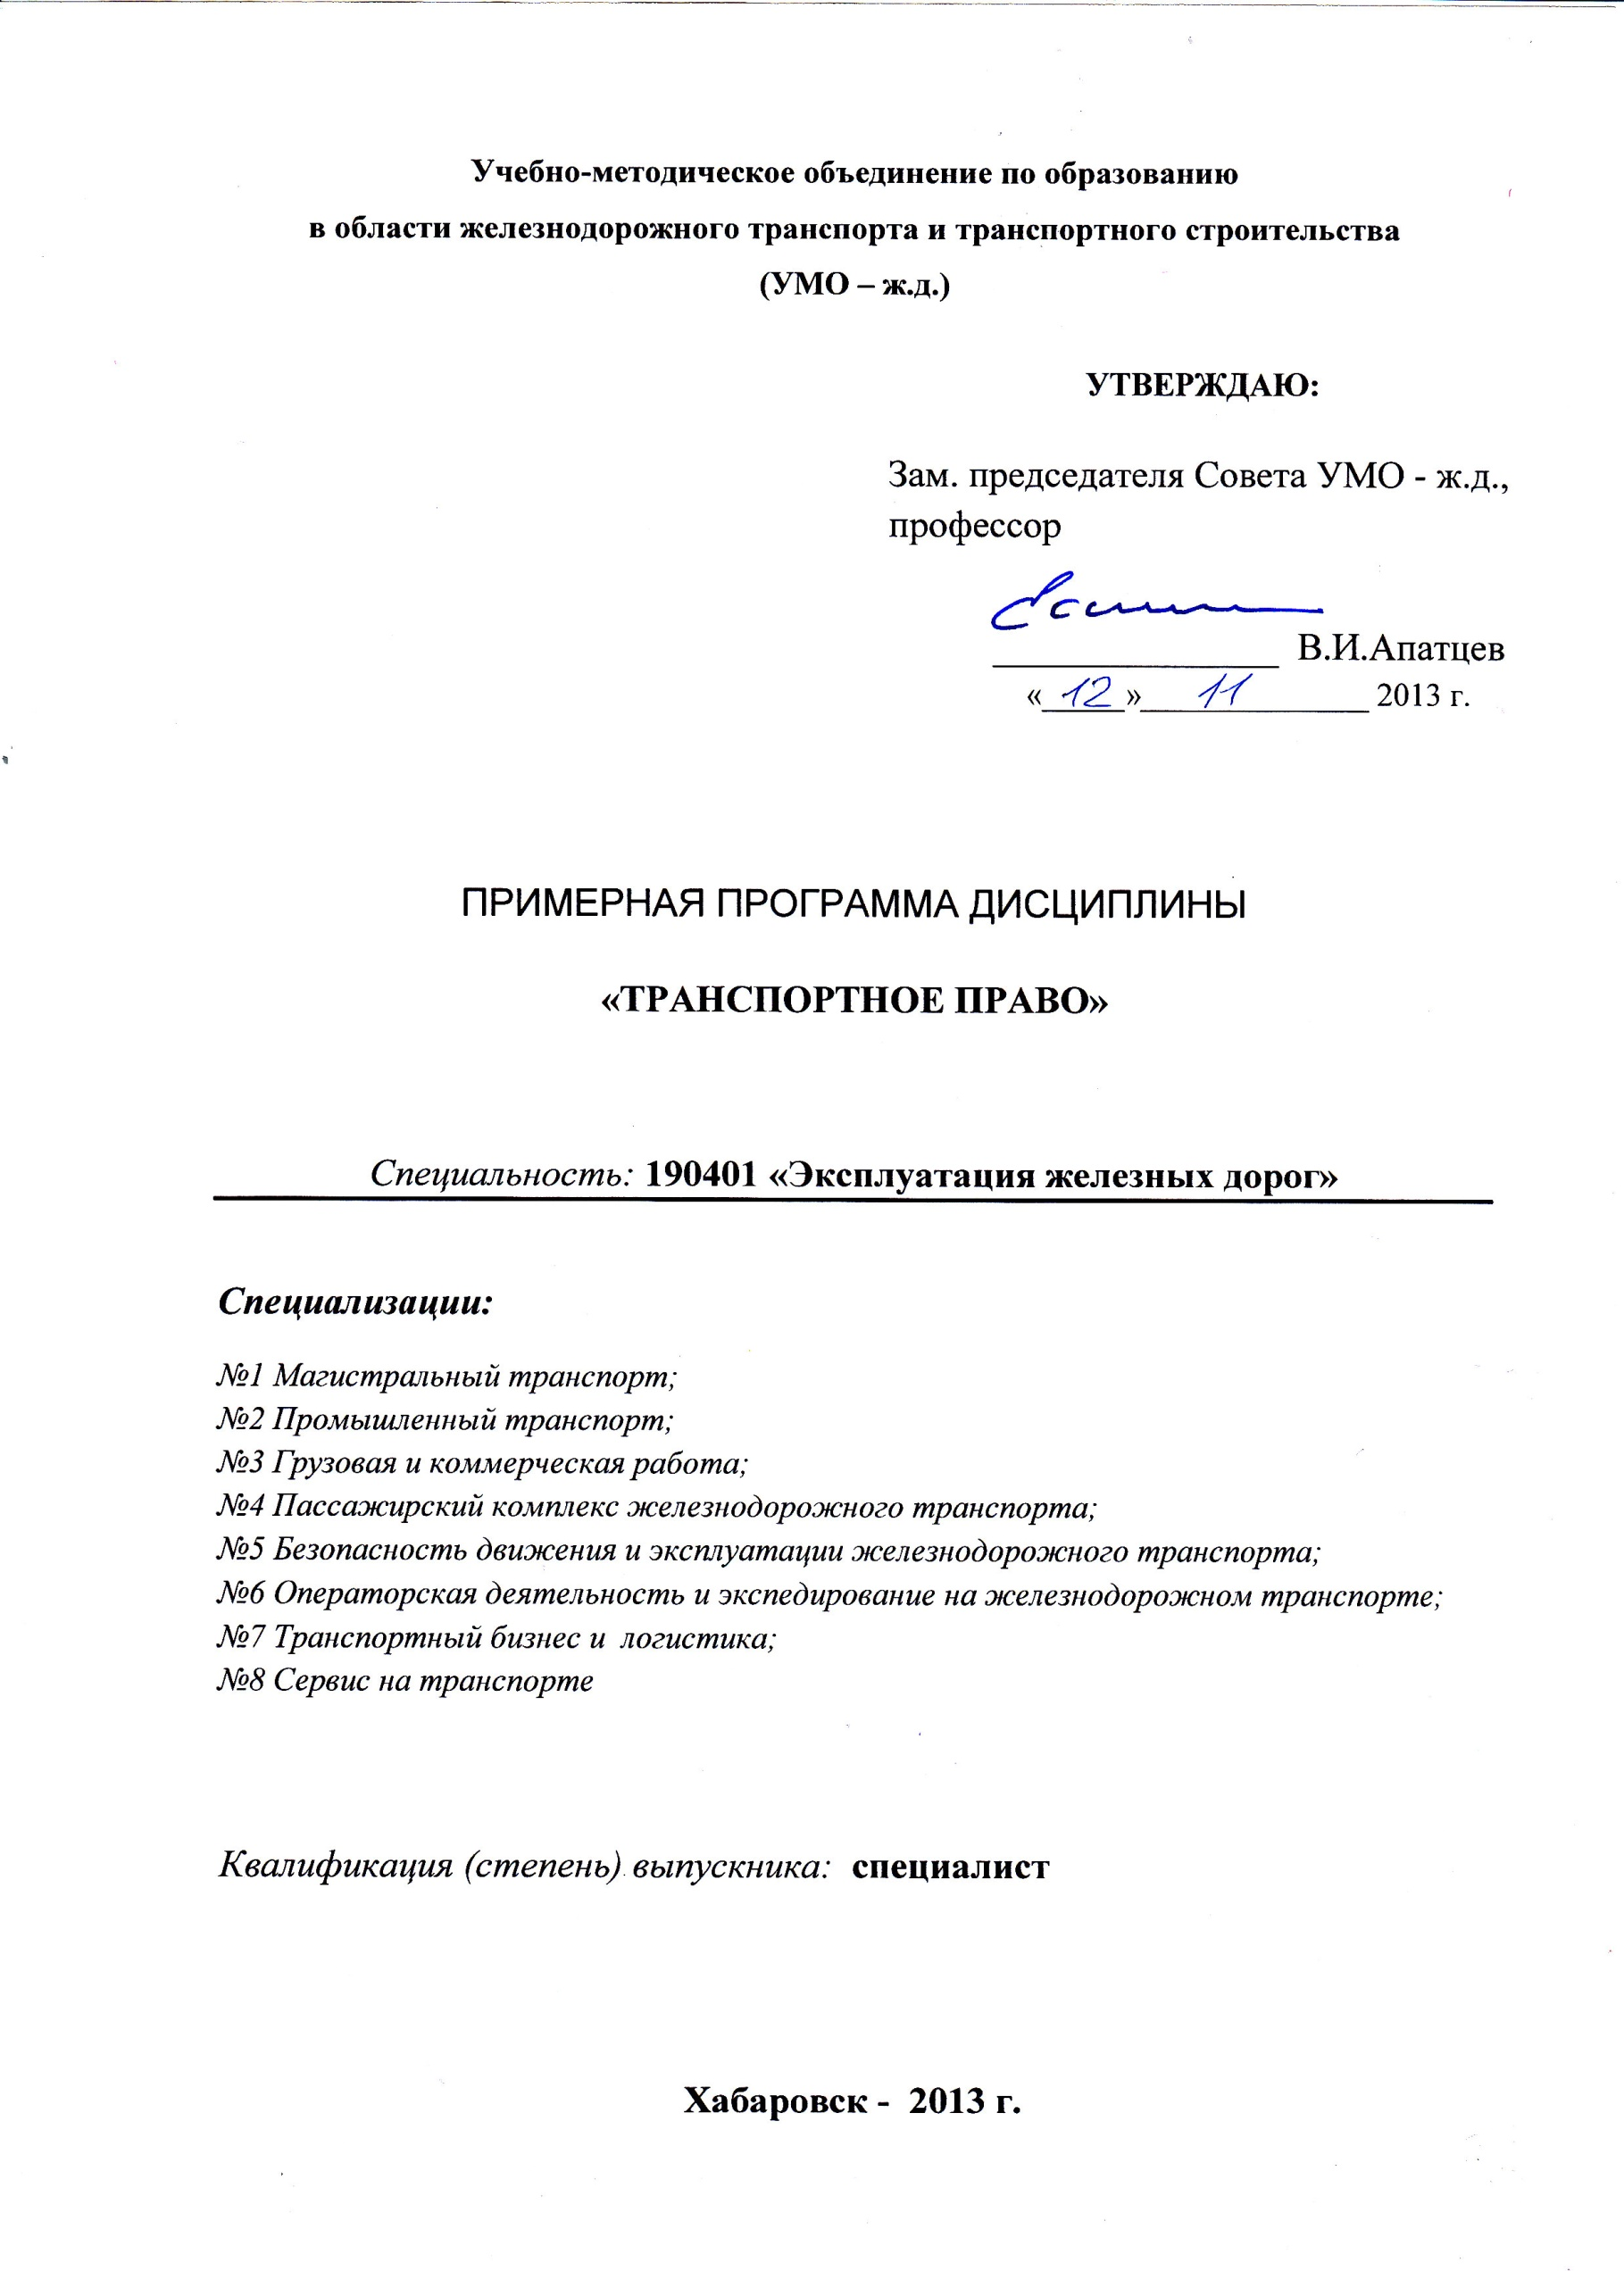 Учебно-методическое объединение по образованию
в области железнодорожного транспорта и транспортного строительства
(УМО – ж.д.)
УТВЕРЖДАЮ:
Зам. председателя Совета УМО - ж.д.,
профессор
В.И.Апатцев
«12» 11 2013 г.
ПРИМЕРНАЯ ПРОГРАММА ДИСЦИПЛИНЫ
«ТРАНСПОРТНОЕ ПРАВО»
Специальность: 190401 «Эксплуатация железных дорог»
Специализации:
№1 Магистральный транспорт;
№2 Промышленный транспорт;
№3 Грузовая и коммерческая работа;
№4 Пассажирский комплекс железнодорожного транспорта;
№5 Безопасность движения и эксплуатации железнодорожного транспорта;
№6 Операторская деятельность и экспедирование на железнодорожном транспорте;
№7 Транспортный бизнес и логистика;
№8 Сервис на транспорте
Квалификация (степень) выпускника: специалист
Хабаровск - 2013 г.